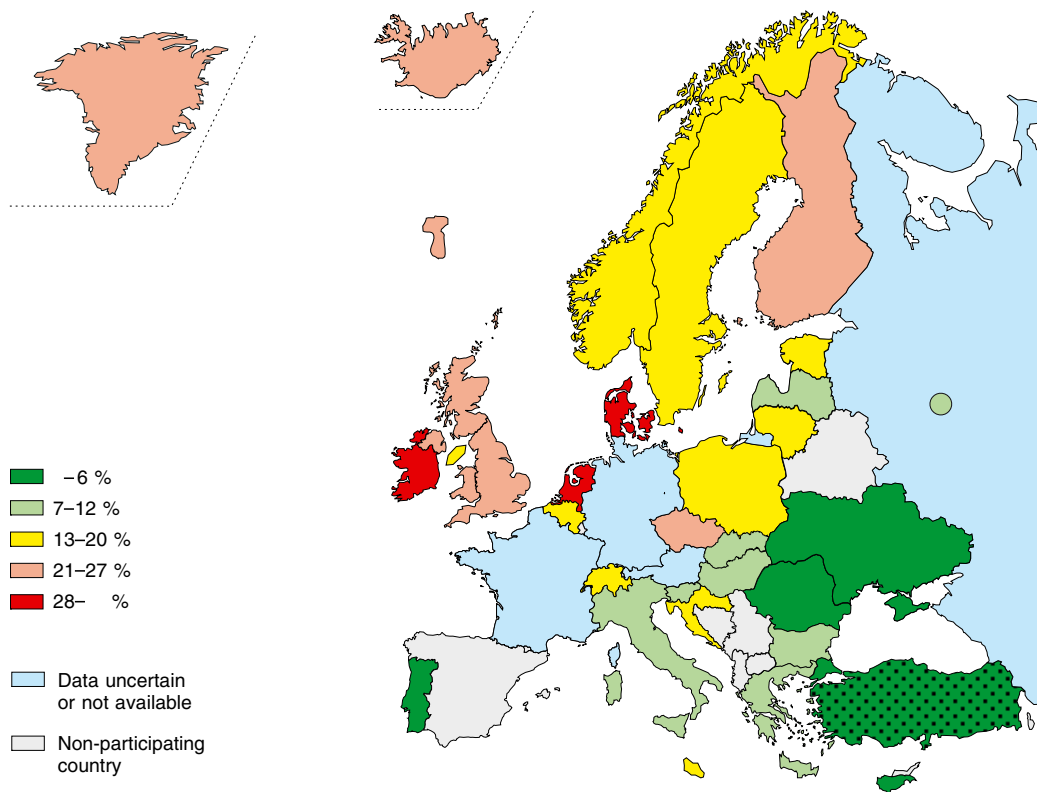 –6 %
7–12 %
13–20 %
21–27 %
28– %
Data uncertain
or not available
Non-participating
country